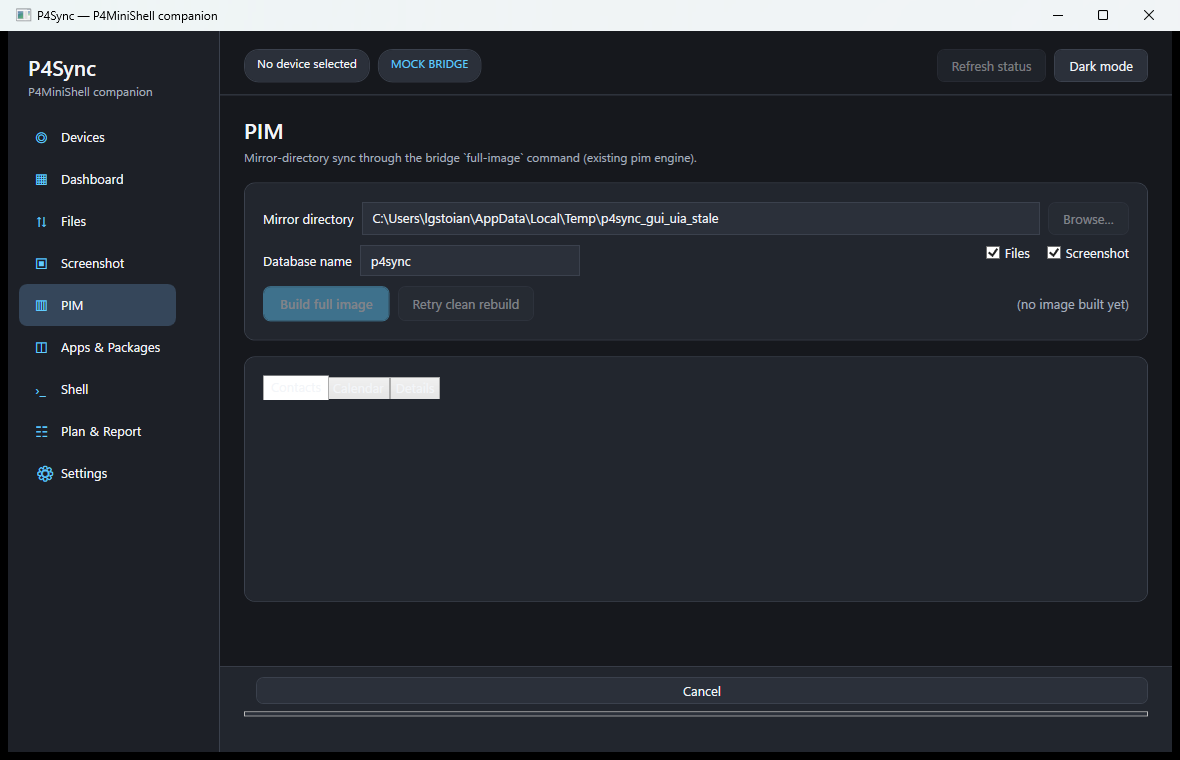 P4Sync — P4MiniShell companion
P4Sync
P4MiniShell companion
Devices
Dashboard
Files
Screenshot
PIM
Apps & Packages
Shell
Plan & Report
Settings
No device selected
MOCK BRIDGE
Refresh status
Dark mode
PIM
Mirror-directory sync through the bridge `full-image` command (existing pim engine).
Mirror directory
C:\Users\lgstoian\AppData\Local\Temp\p4sync_gui_uia_stale
Browse...
Database name
p4sync
Files
Screenshot
Build full image
Retry clean rebuild
(no image built yet)
Contacts
Calendar
Details
Cancel